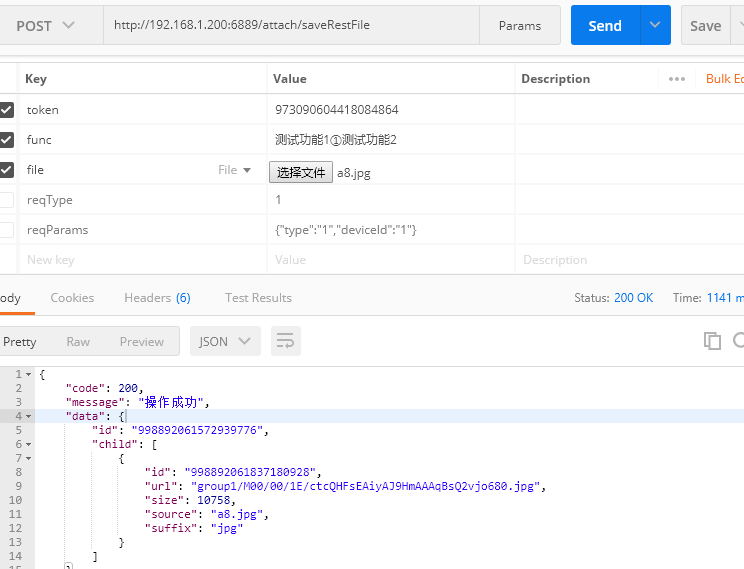 POST http://192.168.1.200:6889/attach/saveRestFile Params Send Save
Key Value Description ••• Bulk Ed
token 973090604418084864
func 测试功能1①测试功能2
file File 选择文件 a8.jpg
reqType 1
reqParams {"type":"1","deviceId":"1"}
New key Value Description
ody Cookies Headers (6) Test Results Status: 200 OK Time: 1141 m
Pretty Raw Preview JSON
1 {
2 "code": 200,
3 "message": "操作成功",
4 "data": {
5 "id": "998892061572939776",
6 "child": [
7 {
8 "id": "998892061837180928",
9 "url": "group1/M00/00/1E/ctcQHFsEAiyAJ9HmAAAqBsQ2vjo680.jpg",
10 "size": 10758,
11 "source": "a8.jpg",
12 "suffix": "jpg"
13 }
14 ]